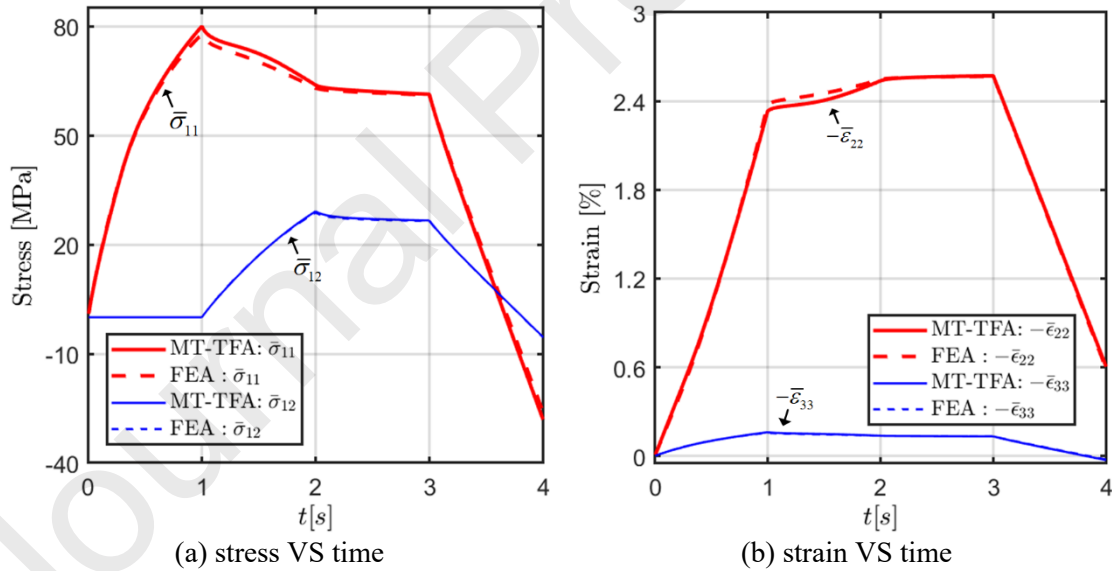 Journal Pre
80
50
20
-10
-40
Stress [MPa]
σ̄11
σ̄12
MT-TFA: σ̄11
FEA : σ̄11
MT-TFA: σ̄12
FEA : σ̄12
0 1 2 3 4
t[s]
(a) stress VS time
3
2.4
1.8
1.2
0.6
0
Strain [%]
−ε̄22
−ε̄33
MT-TFA: −ϵ̄22
FEA : −ϵ̄22
MT-TFA: −ϵ̄33
FEA : −ϵ̄33
0 1 2 3 4
t[s]
(b) strain VS time